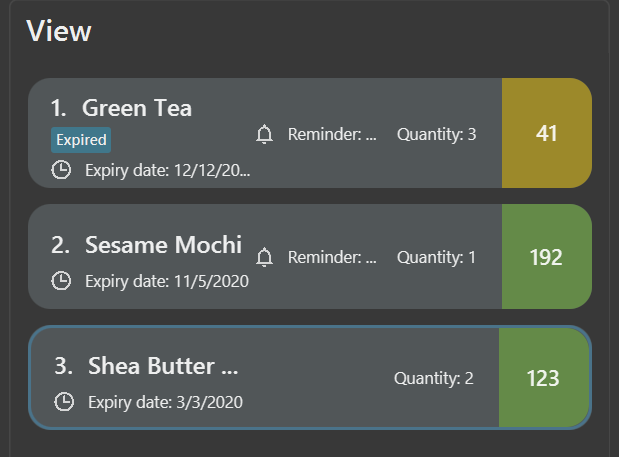 View
1. Green Tea
Expired
Expiry date: 12/12/20...
Reminder: ...
Quantity: 3
41
2. Sesame Mochi
Expiry date: 11/5/2020
Reminder: ...
Quantity: 1
192
3. Shea Butter ...
Expiry date: 3/3/2020
Quantity: 2
123